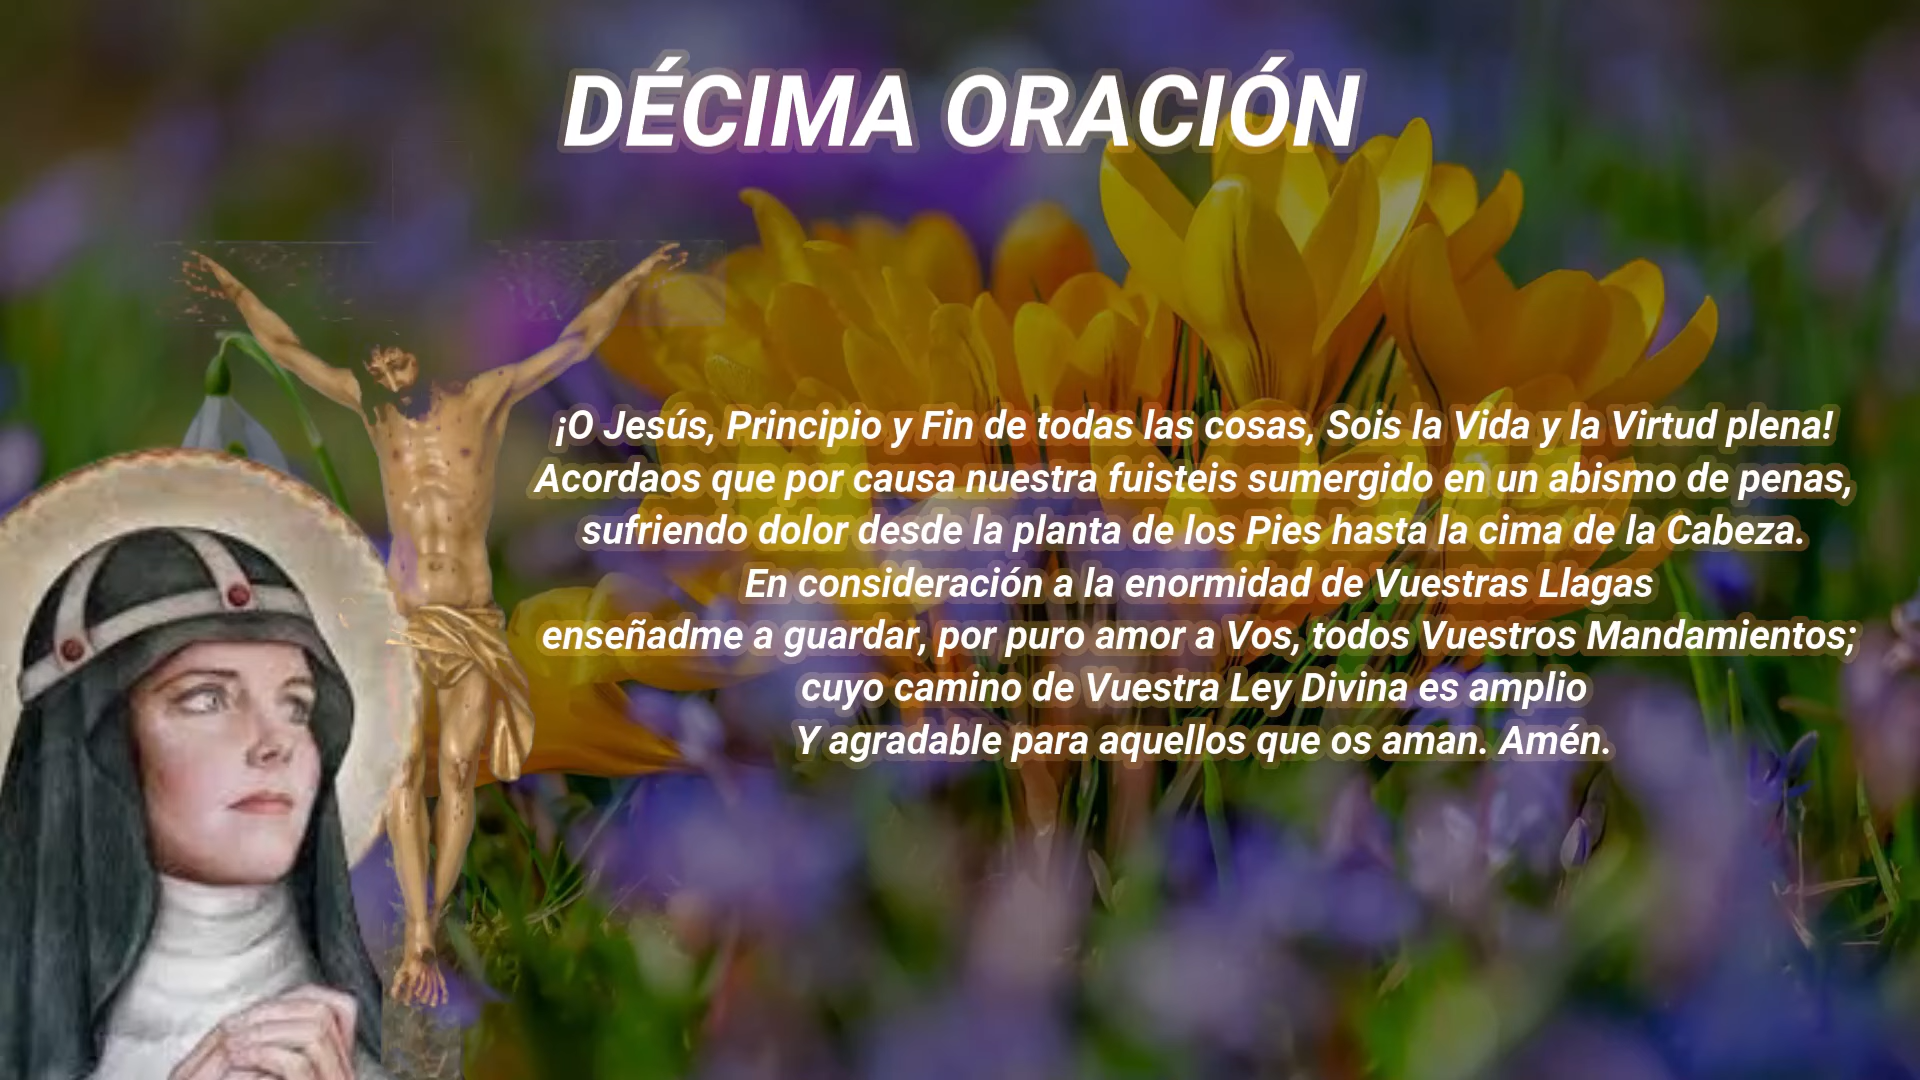 DÉCIMA ORACIÓN
¡O Jesús, Principio y Fin de todas las cosas, Sois la Vida y la Virtud plena!
Acordaos que por causa nuestra fuisteis sumergido en un abismo de penas,
sufriendo dolor desde la planta de los Pies hasta la cima de la Cabeza.
En consideración a la enormidad de Vuestras Llagas
enseñadme a guardar, por puro amor a Vos, todos Vuestros Mandamientos;
cuyo camino de Vuestra Ley Divina es amplio
Y agradable para aquellos que os aman. Amén.